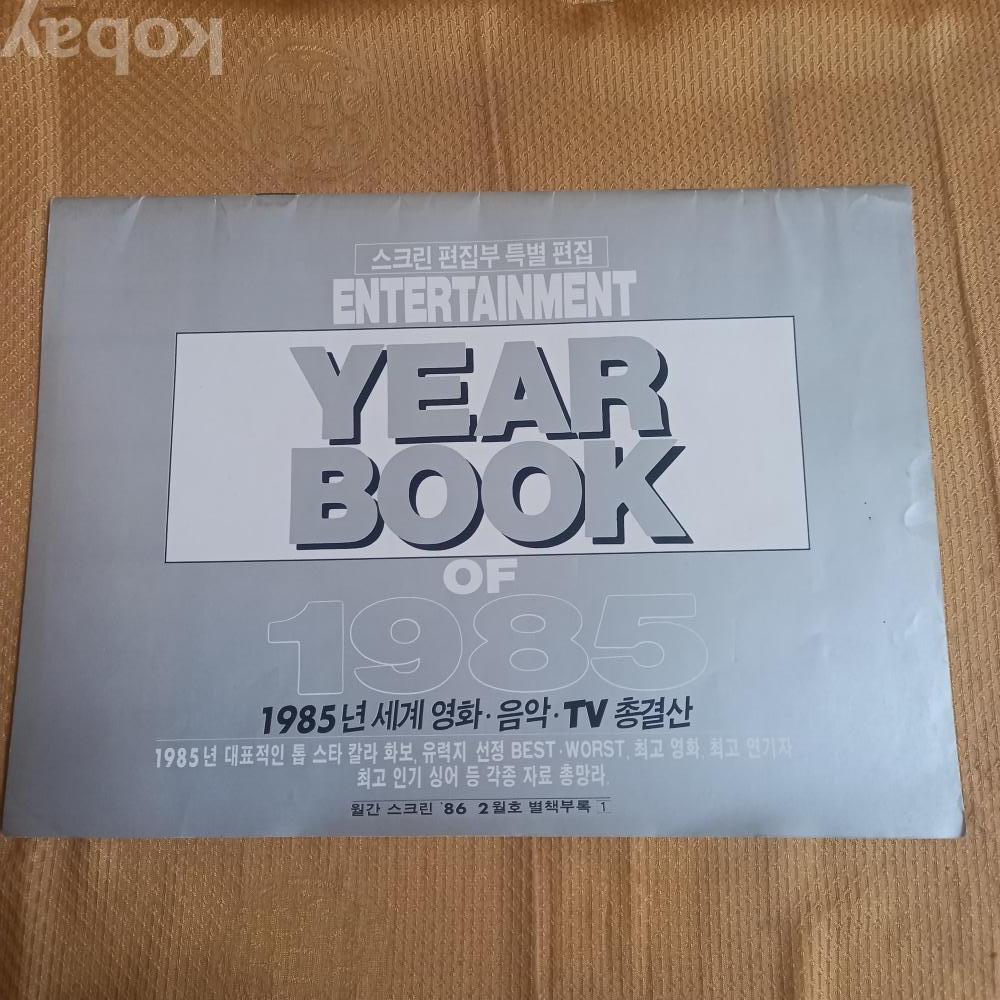 kobay
스크린 편집부 특별 편집
ENTERTAINMENT
YEAR
BOOK
OF
1985
1985년 세계 영화·음악·TV 총결산
1985년 대표적인 톱 스타 칼라 화보, 유력지 선정 BEST·WORST, 최고 영화, 최고 연기자
최고 인기 싱어 등 각종 자료 총망라.
월간 스크린 '86 2월호 별책부록 1